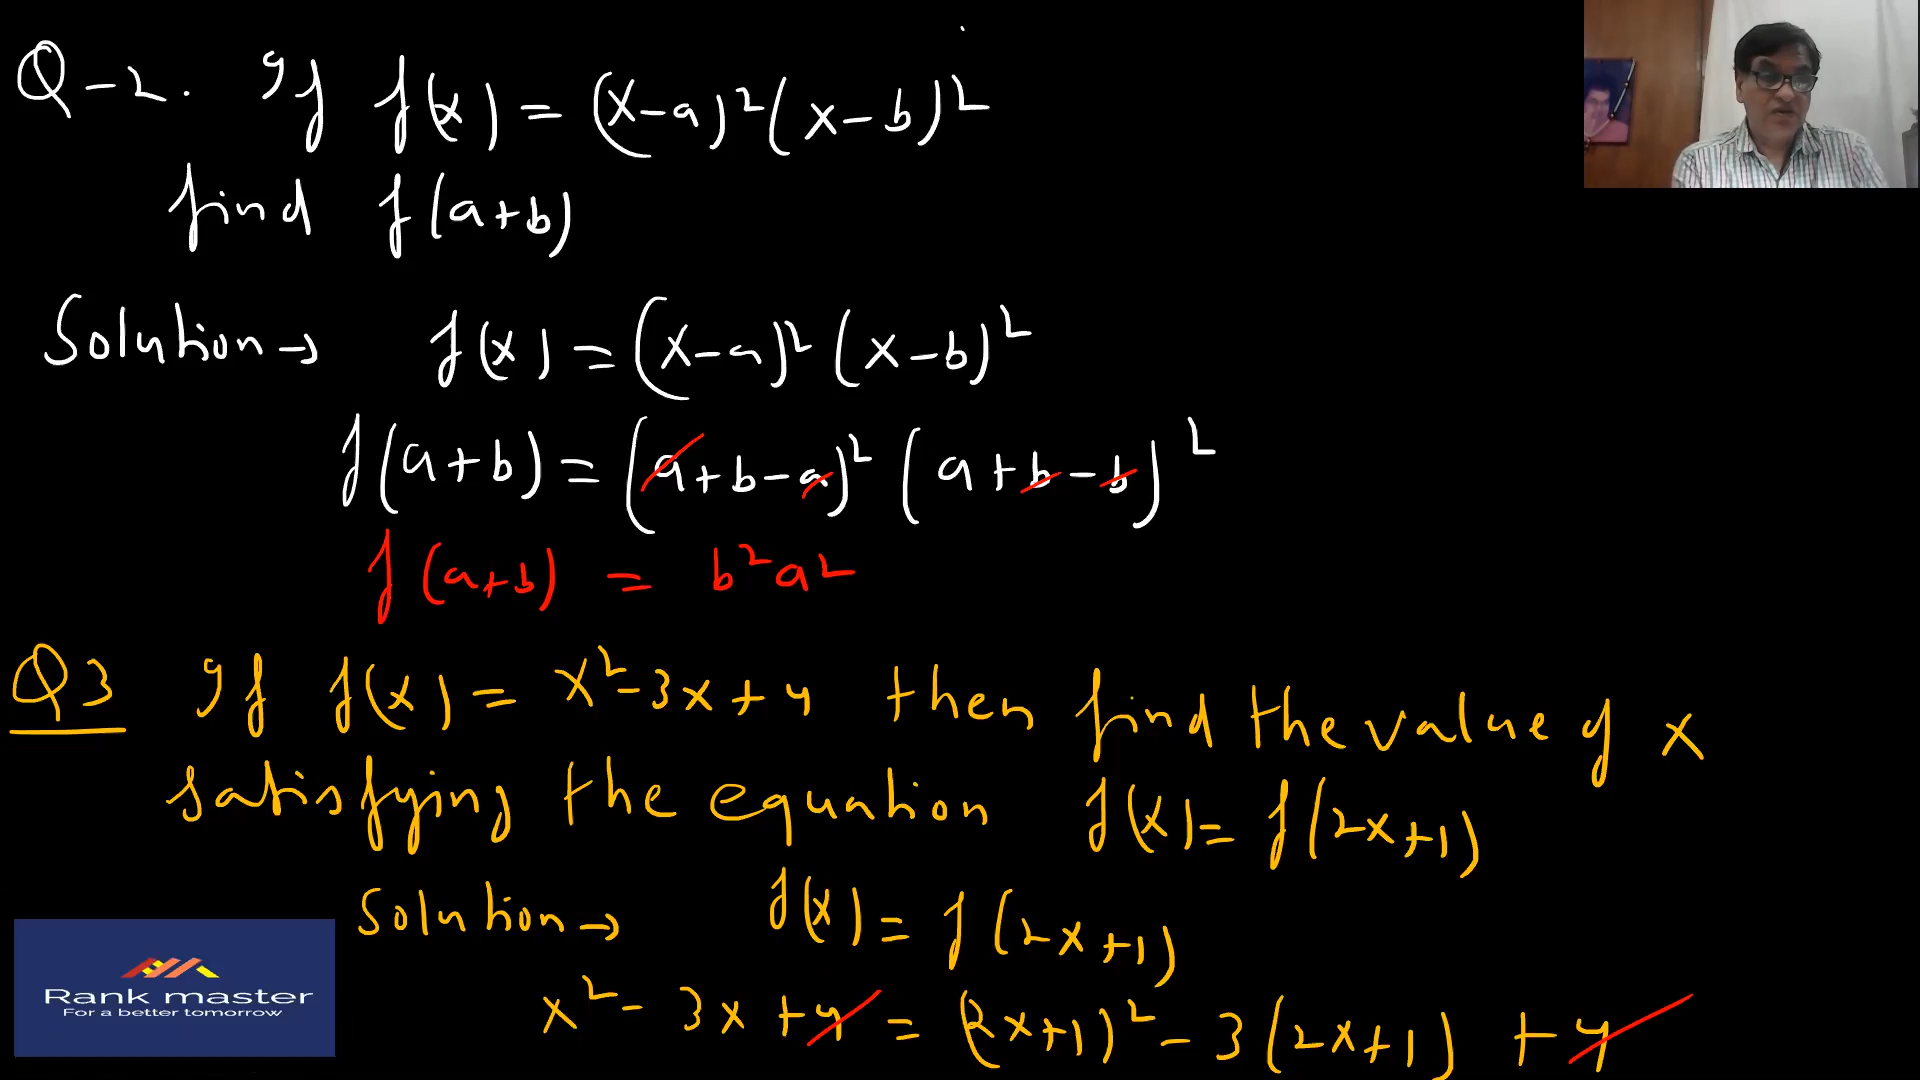 Q-2. If f(x) = (x-a)²(x-b)²
find f(a+b)
Solution→ f(x) = (x-a)² (x-b)²
f(a+b) = (a+b-a)² (a+b-b)²
f(a+b) = b²a²
Q3 If f(x) = x²-3x+4 then find the value of x
satisfying the equation f(x) = f(2x+1)
Solution→ f(x) = f(2x+1)
x² - 3x + 4 = (2x+1)² - 3(2x+1) + 4
Rank master
For a better tomorrow